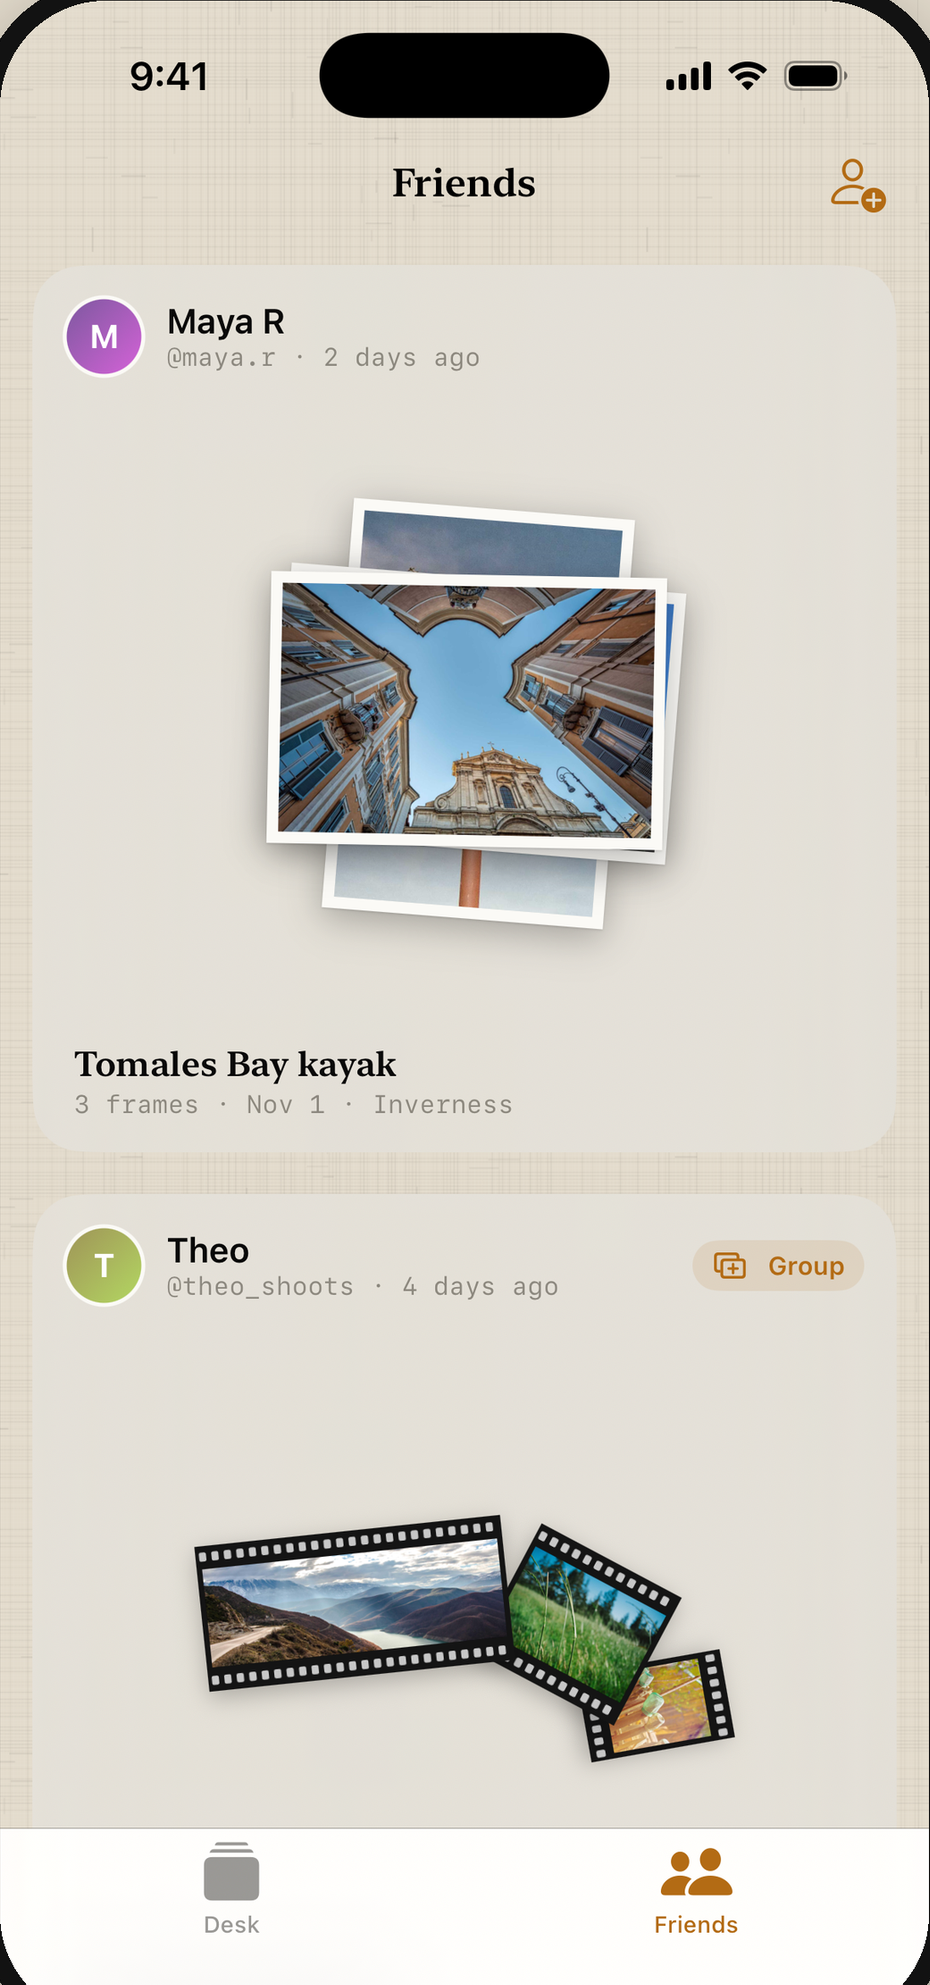 9:41
Friends
M
Maya R
@maya.r · 2 days ago
Tomales Bay kayak
3 frames · Nov 1 · Inverness
T
Theo
@theo_shoots · 4 days ago
Group
Desk
Friends